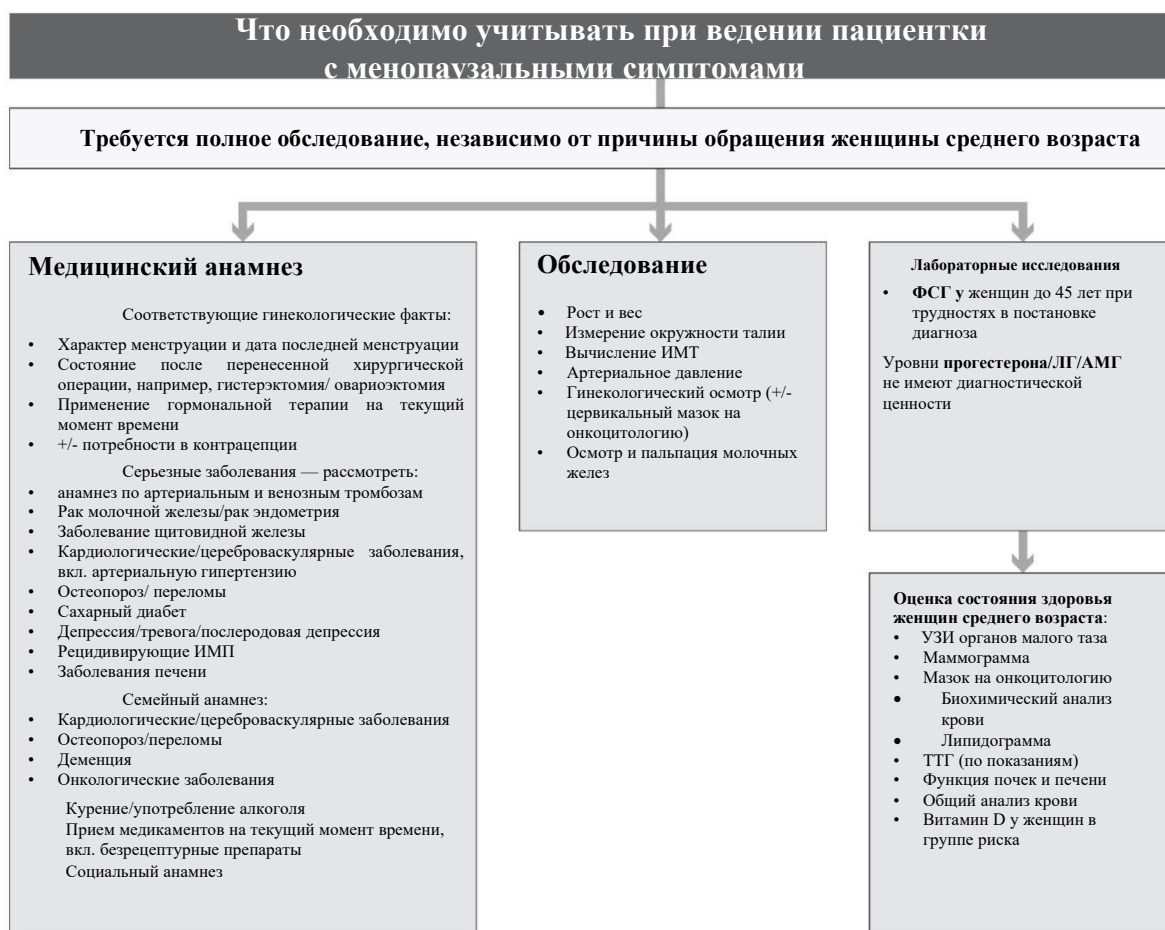 Что необходимо учитывать при ведении пациентки
с менопаузальными симптомами
Требуется полное обследование, независимо от причины обращения женщины среднего возраста
Медицинский анамнез
Соответствующие гинекологические факты:
• Характер менструации и дата последней менструации
• Состояние после перенесенной хирургической
операции, например, гистерэктомия/ овариоэктомия
• Применение гормональной терапии на текущий
момент времени
• +/- потребности в контрацепции
Серьезные заболевания — рассмотреть:
• анамнез по артериальным и венозным тромбозам
• Рак молочной железы/рак эндометрия
• Заболевание щитовидной железы
• Кардиологические/цереброваскулярные заболевания,
вкл. артериальную гипертензию
• Остеопороз/ переломы
• Сахарный диабет
• Депрессия/тревога/послеродовая депрессия
• Рецидивирующие ИМП
• Заболевания печени
Семейный анамнез:
• Кардиологические/цереброваскулярные заболевания
• Остеопороз/переломы
• Деменция
• Онкологические заболевания
Курение/употребление алкоголя
Прием медикаментов на текущий момент времени,
вкл. безрецептурные препараты
Социальный анамнез
Обследование
• Рост и вес
• Измерение окружности талии
• Вычисление ИМТ
• Артериальное давление
• Гинекологический осмотр (+/-
цервикальный мазок на
онкоцитологию)
• Осмотр и пальпация молочных
желез
Лабораторные исследования
• ФСГ у женщин до 45 лет при
трудностях в постановке
диагноза
Уровни прогестерона/ЛГ/АМГ
не имеют диагностической
ценности
Оценка состояния здоровья
женщин среднего возраста:
• УЗИ органов малого таза
• Маммограмма
• Мазок на онкоцитологию
• Биохимический анализ
крови
• Липидограмма
• ТТГ (по показаниям)
• Функция почек и печени
• Общий анализ крови
• Витамин D у женщин в
группе риска